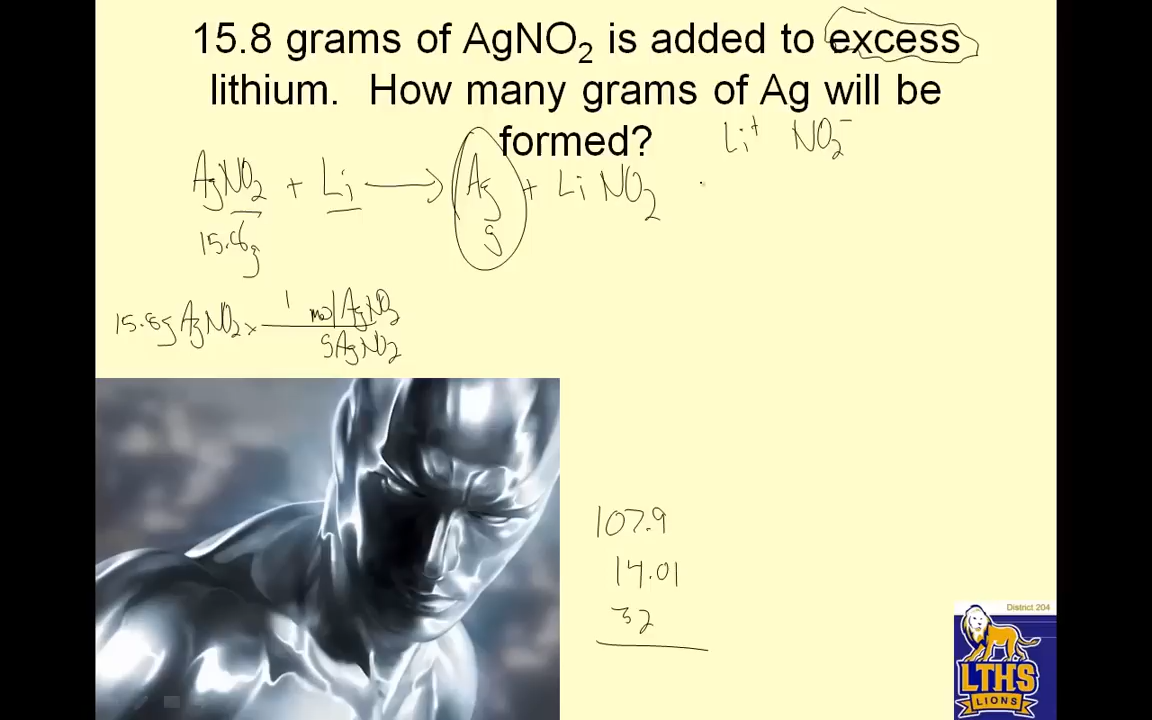 15.8 grams of AgNO2 is added to excess
lithium. How many grams of Ag will be
formed?
Li+ NO2-
AgNO2 + Li → Ag + LiNO2
15.8g g
15.8g AgNO2 x 1 mol AgNO2
g AgNO2
107.9
14.01
32
District 204
LTHS
LIONS